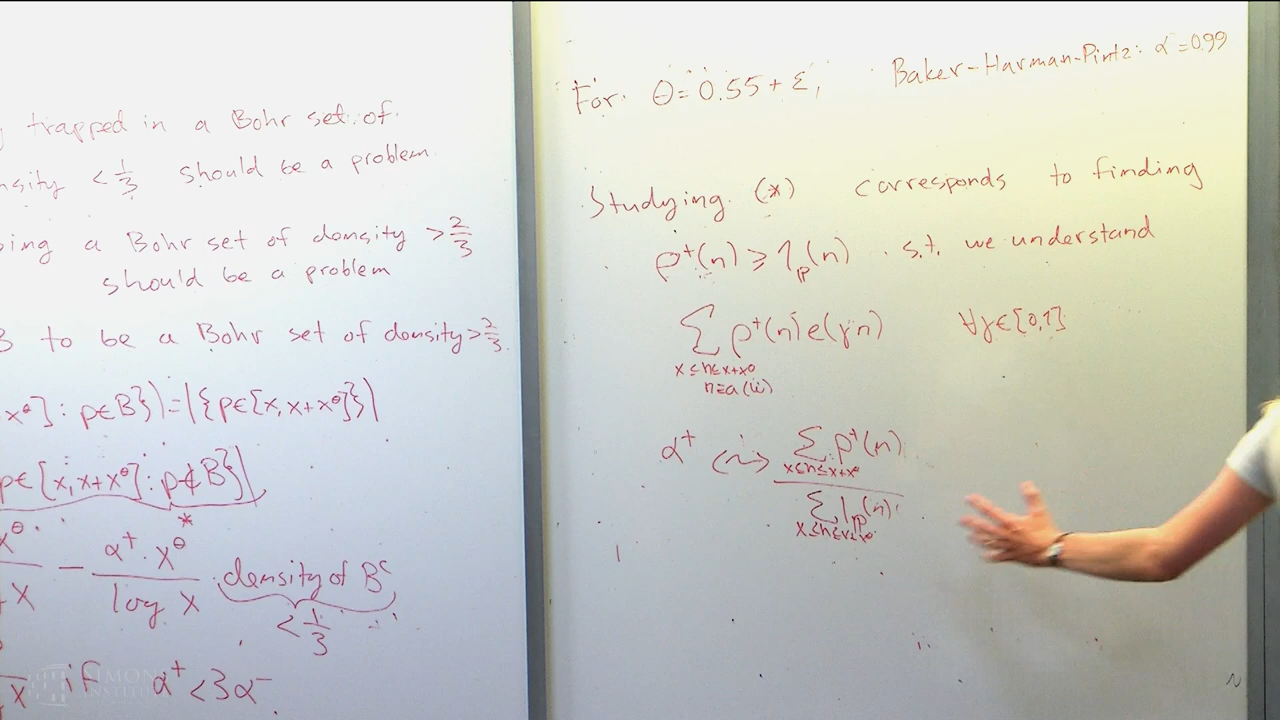 trapped in a Bohr set of
< 1/3 should be a problem.
a Bohr set of density > 2/3
should be a problem
to be a Bohr set of density > 2/3.
x^θ]: p∈B}|=|{p∈[x,x+x^θ]}|
p∈[x,x+x^θ]: p∉B}|
x^θ/ X − α⁺·x^θ/log X * density of B^c
< 1/3
if α⁺<3α⁻
SIMONS
INSTITUTE
For θ=0.55+ε, Baker-Harman-Pintz: α⁻=0.99
Studying (*) corresponds to finding
ρ⁺(n) ≥ 1_ℙ(n) s.t. we understand
∑ ρ⁺(n) e(γn) ∀γ∈[0,1]
x≤n≤x+x^θ
n≡a (W)
α⁺ ↭ ∑ ρ⁺(n)
x≤n≤x+x^θ
∑ 1_ℙ(n)
x≤n≤x+x^θ